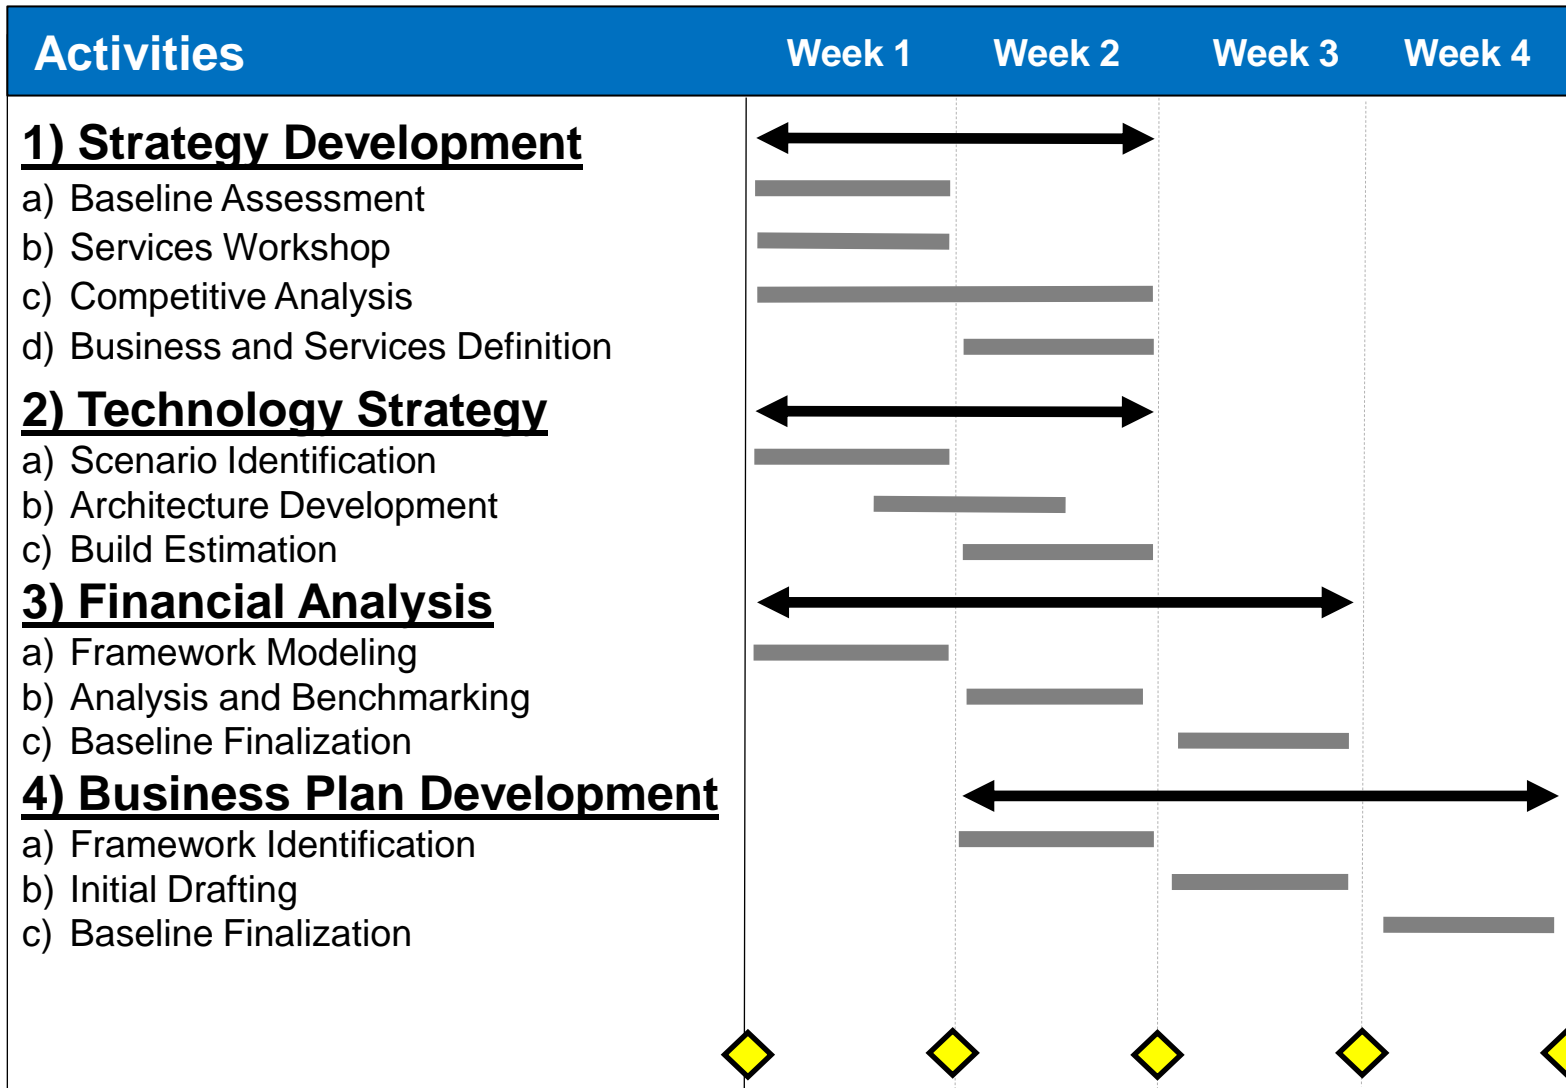 Activities Week 1 Week 2 Week 3 Week 4
1) Strategy Development
a) Baseline Assessment
b) Services Workshop
c) Competitive Analysis
d) Business and Services Definition
2) Technology Strategy
a) Scenario Identification
b) Architecture Development
c) Build Estimation
3) Financial Analysis
a) Framework Modeling
b) Analysis and Benchmarking
c) Baseline Finalization
4) Business Plan Development
a) Framework Identification
b) Initial Drafting
c) Baseline Finalization